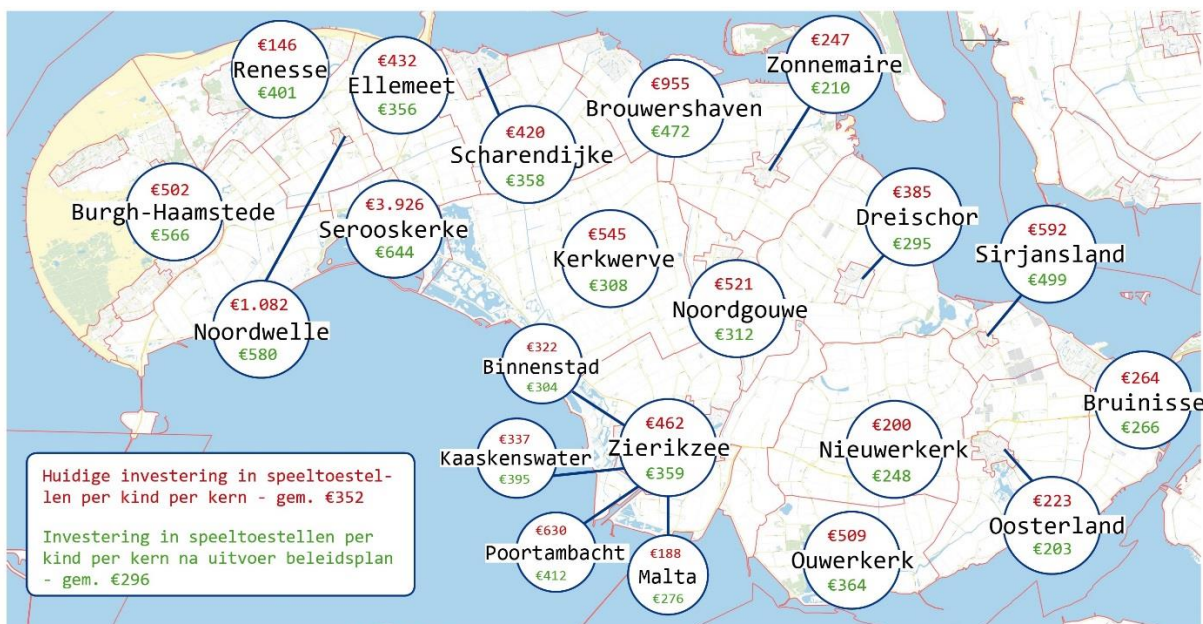 €146
Renesse
€401
€432
Ellemeet
€356
€420
Scharendijke
€358
€955
Brouwershaven
€472
€247
Zonnemaire
€210
€502
Burgh-Haamstede
€566
€3.926
Serooskerke
€644
€545
Kerkwerve
€308
€385
Dreischor
€295
€592
Sirjansland
€499
€1.082
Noordwelle
€580
€521
Noordgouwe
€312
€322
Binnenstad
€304
€264
Bruinisse
€266
€462
Zierikzee
€359
€200
Nieuwerkerk
€248
€337
Kaaskenswater
€395
€223
Oosterland
€203
€630
Poortambacht
€412
€188
Malta
€276
€509
Ouwerkerk
€364
Huidige investering in speeltoestel-
len per kind per kern - gem. €352
Investering in speeltoestellen per
kind per kern na uitvoer beleidsplan
- gem. €296